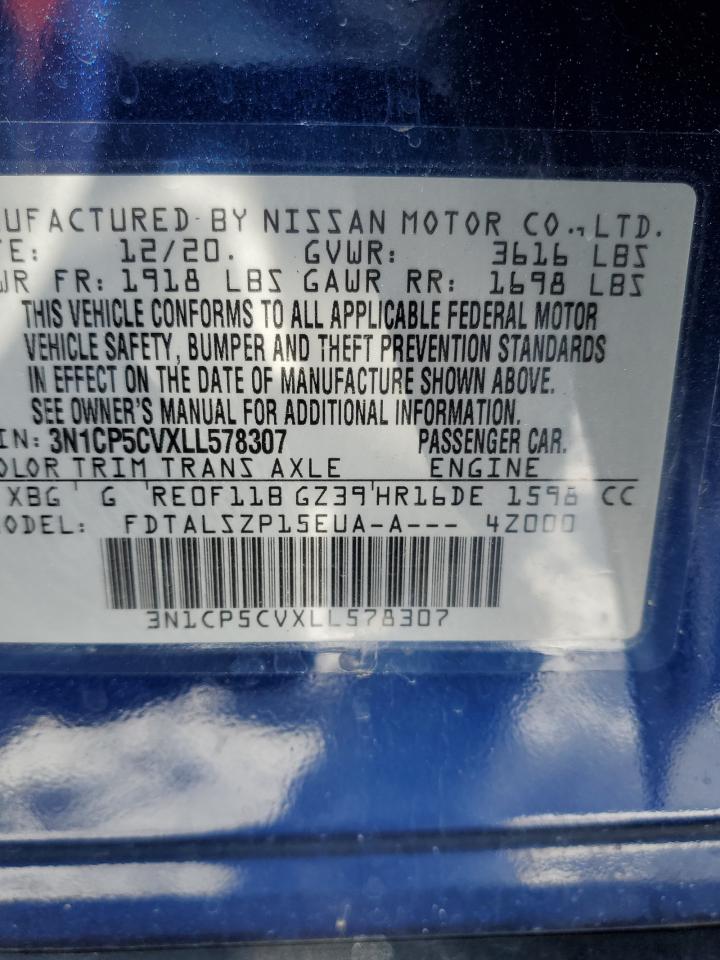 UFACTURED BY NISSAN MOTOR CO., LTD.
TE: 12/20. GVWR: 3616 LBS
WR FR: 1918 LBS GAWR RR: 1698 LBS
THIS VEHICLE CONFORMS TO ALL APPLICABLE FEDERAL MOTOR
VEHICLE SAFETY, BUMPER AND THEFT PREVENTION STANDARDS
IN EFFECT ON THE DATE OF MANUFACTURE SHOWN ABOVE.
SEE OWNER'S MANUAL FOR ADDITIONAL INFORMATION.
IN: 3N1CP5CVXLL578307 PASSENGER CAR.
OLOR TRIM TRANS AXLE ENGINE
XBG G RE0F11B GZ39 HR16DE 1598 CC
ODEL: FDTALSZP15EUA-A--- 4Z000
3N1CP5CVXLL578307